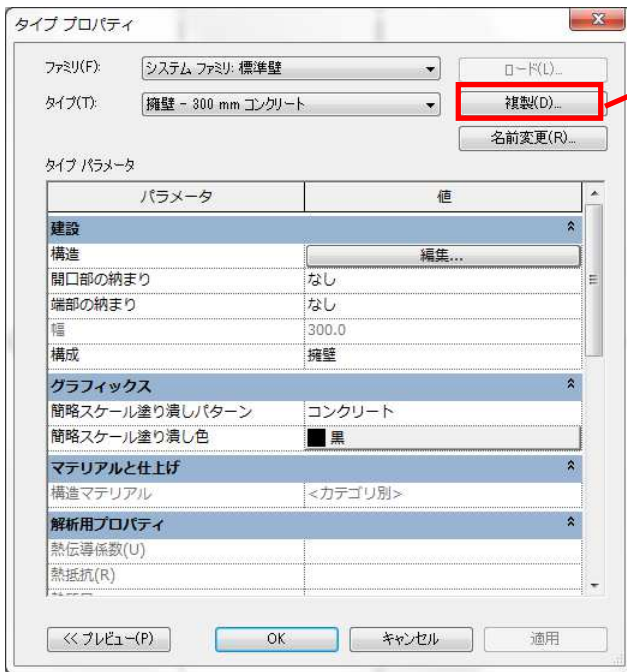 タイプ プロパティ
ファミリ(F): システム ファミリ: 標準壁 ロード(L)...
タイプ(T): 擁壁 - 300 mm コンクリート 複製(D)...
名前変更(R)...
タイプ パラメータ
パラメータ 値
建設
構造 編集...
開口部の納まり なし
端部の納まり なし
幅 300.0
構成 擁壁
グラフィックス
簡略スケール塗り潰しパターン コンクリート
簡略スケール塗り潰し色 黒
マテリアルと仕上げ
構造マテリアル <カテゴリ別>
解析用プロパティ
熱伝導係数(U)
熱抵抗(R)
<< プレビュー(P) OK キャンセル 適用